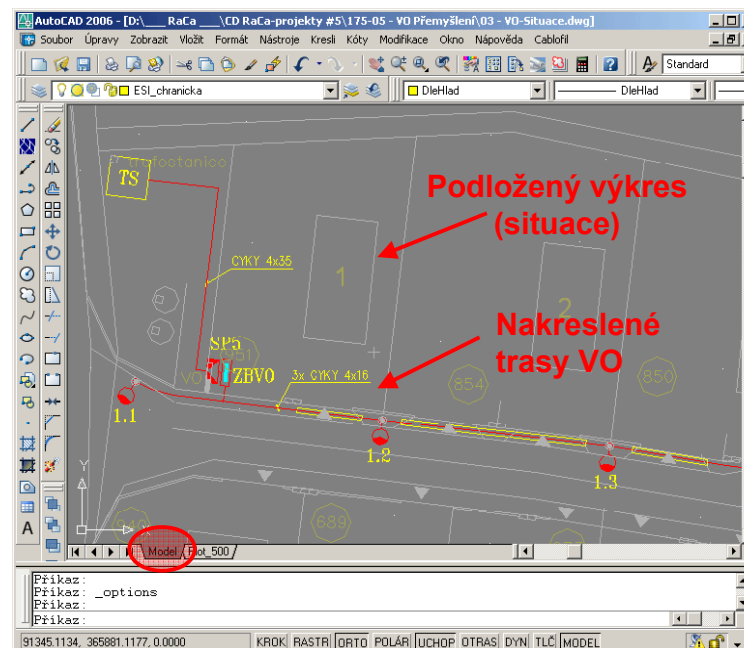 AutoCAD 2006 - [D:\___ RaCa ___\CD RaCa-projekty #5\175-05 - VO Přemyšlení\03 - VO-Situace.dwg]
Soubor Úpravy Zobrazit Vložit Formát Nástroje Kresli Kóty Modifikace Okno Nápověda Cablofil
Standard
ESI_chranicka
DleHlad
DleHlad
trafostanice
TS
Podložený výkres
(situace)
CYKY 4x35
1
2
Nakreslené
trasy VO
SP5
951
VO
ZBVO
3x CYKY 4x16
854
850
1.1
1.2
1.3
Y
689
Model
Plot_500
Příkaz:
Příkaz: _options
Příkaz:
Příkaz:
91345.1134, 365881.1177, 0.0000
KROK RASTR ORTO POLÁR UCHOP OTRAS DYN TLČ MODEL